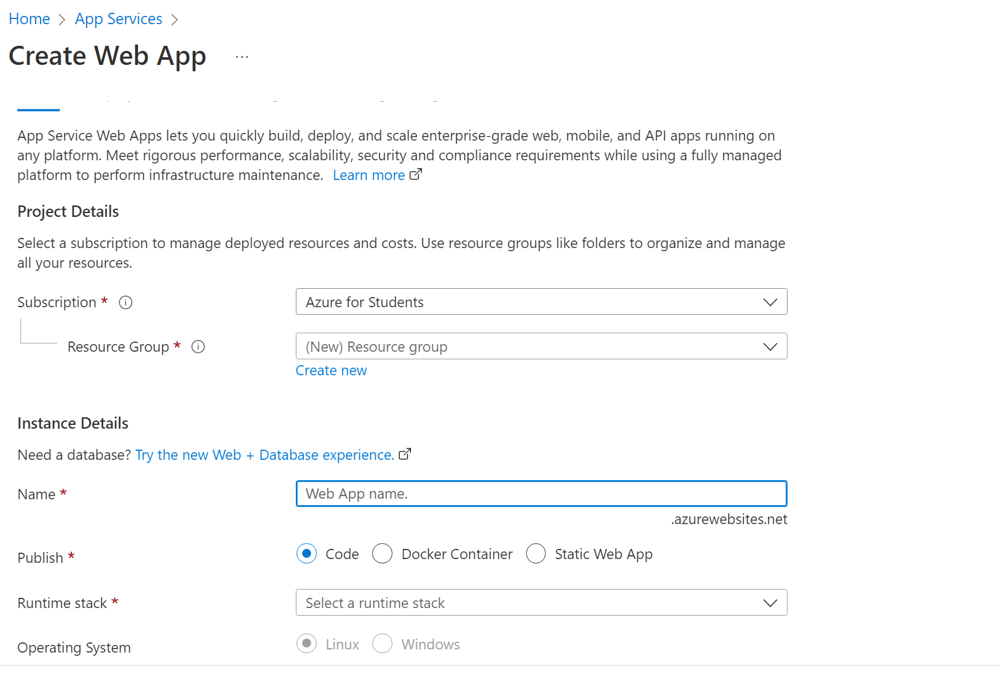 Home > App Services >
Create Web App ...
App Service Web Apps lets you quickly build, deploy, and scale enterprise-grade web, mobile, and API apps running on
any platform. Meet rigorous performance, scalability, security and compliance requirements while using a fully managed
platform to perform infrastructure maintenance. Learn more
Project Details
Select a subscription to manage deployed resources and costs. Use resource groups like folders to organize and manage
all your resources.
Subscription * Azure for Students
Resource Group * (New) Resource group
Create new
Instance Details
Need a database? Try the new Web + Database experience.
Name * Web App name.
.azurewebsites.net
Publish * Code Docker Container Static Web App
Runtime stack * Select a runtime stack
Operating System Linux Windows